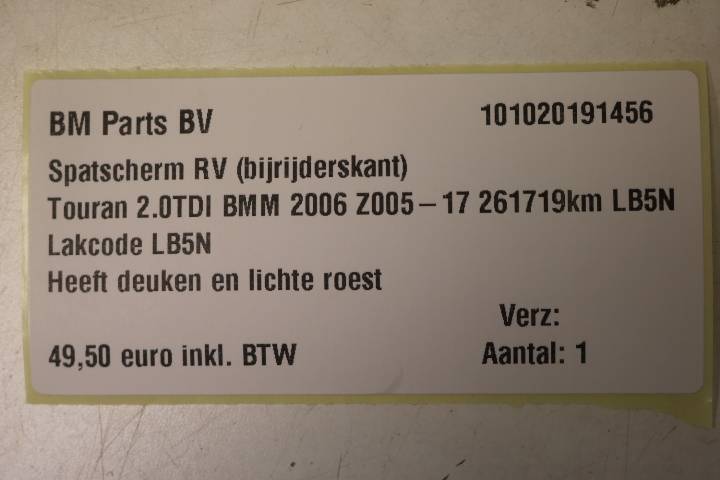 BM Parts BV 101020191456
Spatscherm RV (bijrijderskant)
Touran 2.0TDI BMM 2006 Z005-17 261719km LB5N
Lakcode LB5N
Heeft deuken en lichte roest
Verz:
49,50 euro inkl. BTW Aantal: 1